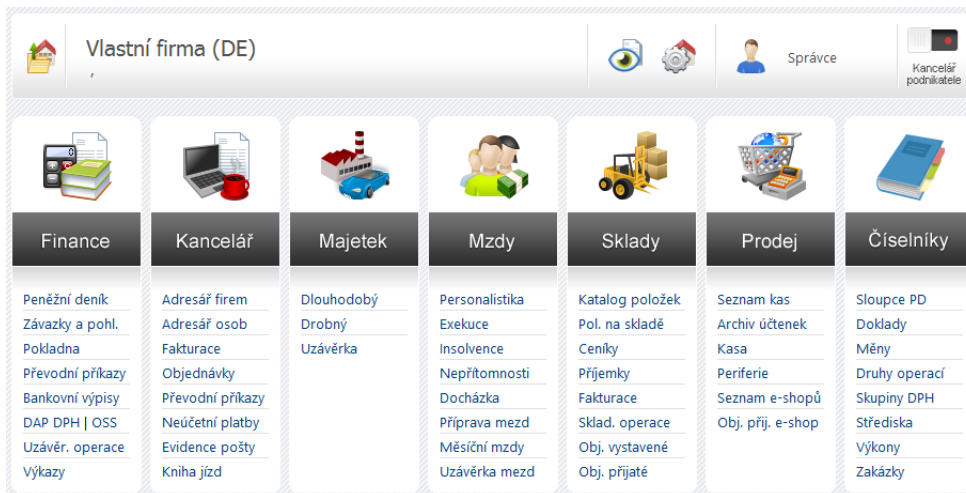 Vlastní firma (DE)
,
Správce
Kancelář
podnikatele
Finance
Peněžní deník
Závazky a pohl.
Pokladna
Převodní příkazy
Bankovní výpisy
DAP DPH | OSS
Uzávěr. operace
Výkazy
Kancelář
Adresář firem
Adresář osob
Fakturace
Objednávky
Převodní příkazy
Neúčetní platby
Evidence pošty
Kniha jízd
Majetek
Dlouhodobý
Drobný
Uzávěrka
Mzdy
Personalistika
Exekuce
Insolvence
Nepřítomnosti
Docházka
Příprava mezd
Měsíční mzdy
Uzávěrka mezd
Sklady
Katalog položek
Pol. na skladě
Ceníky
Příjemky
Fakturace
Sklad. operace
Obj. vystavené
Obj. přijaté
Prodej
Seznam kas
Archiv účtenek
Kasa
Periferie
Seznam e-shopů
Obj. přij. e-shop
Číselníky
Sloupce PD
Doklady
Měny
Druhy operací
Skupiny DPH
Střediska
Výkony
Zakázky